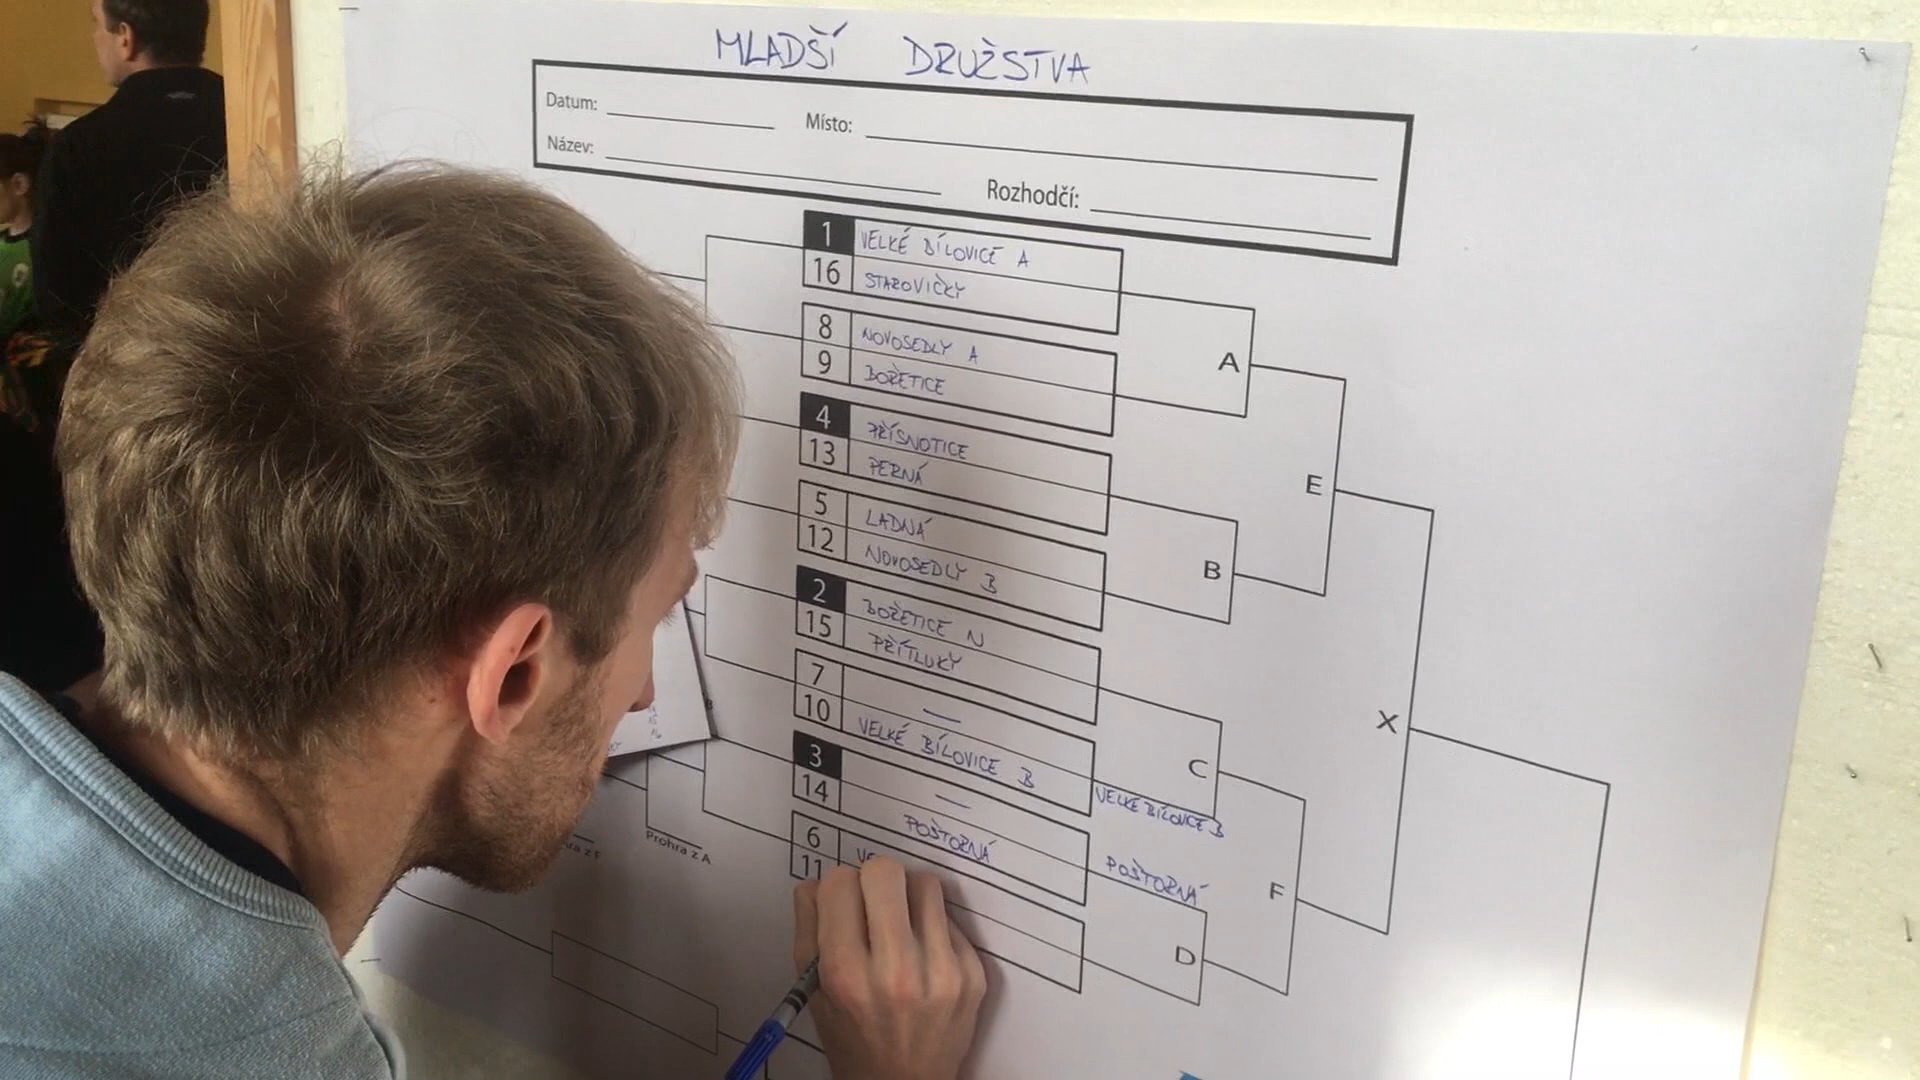 MLADŠÍ DRUŽSTVA
Datum:
Místo:
Název:
Rozhodčí:
1 VELKÉ BÍLOVICE A
16 STAROVIČKY
8 NOVOSEDLY A
9 BOŘETICE
4 PŘÍSNOTICE
13 PERNÁ
5 LADNÁ
12 NOVOSEDLY B
2 BOŘETICE N
15 PŘÍTLUKY
7 —
10 VELKÉ BÍLOVICE B
3 —
14 POŠTORNÁ
6
11
A
B
VELKÉ BÍLOVICE B
C
POŠTORNÁ
D
E
F
X
Prohra z A